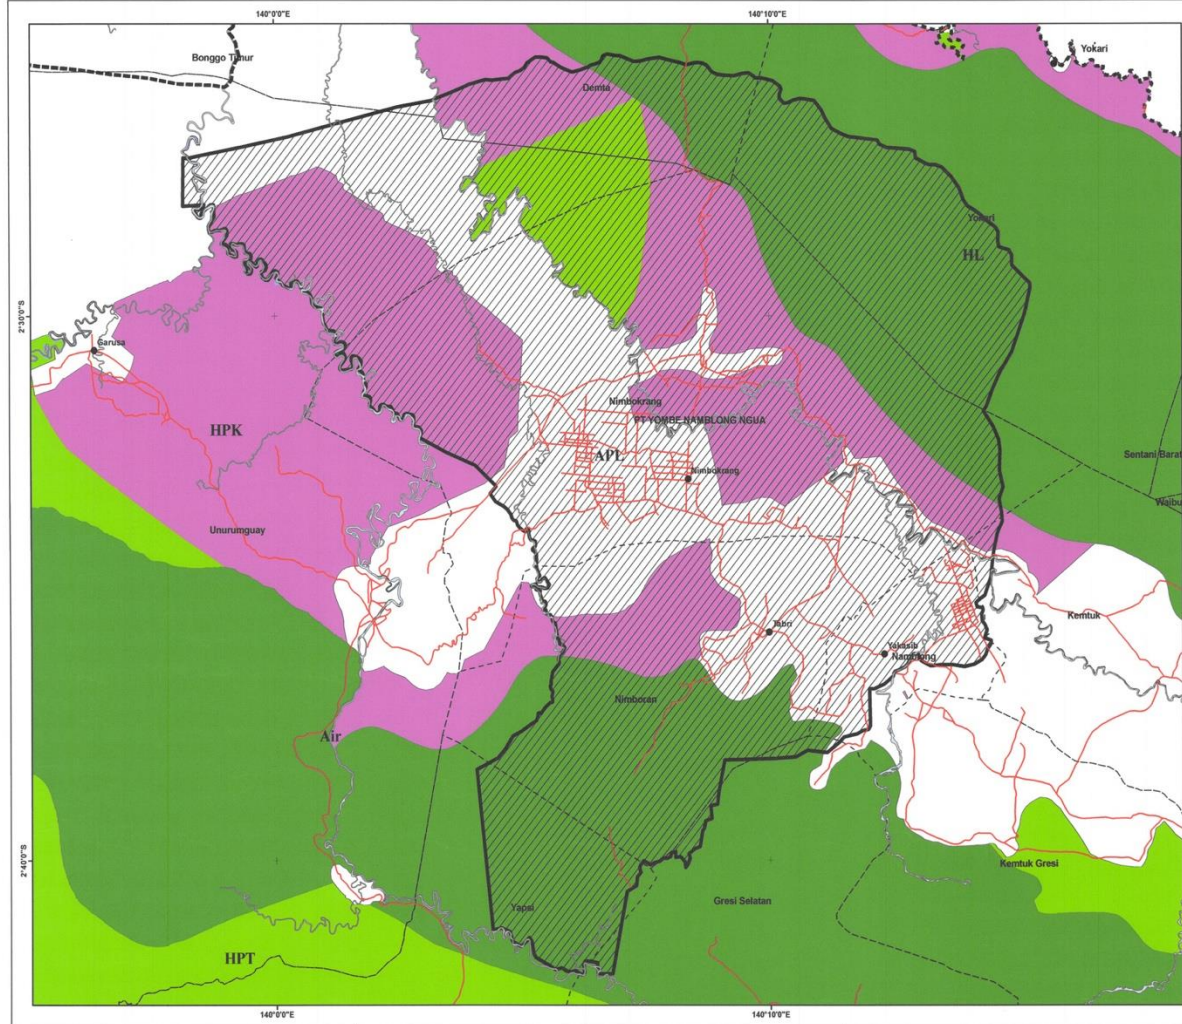 140°0'0"E
140°10'0"E
Bonggo Timur
Yokari
Demta
Yokari
HL
2°30'0"S
Garusa
Nimbokrang
PT YOMBE NAMBLONG NGUA
HPK
APL
Sentani Barat
Nimbokrang
Waibu
Unurumguay
Kemtuk
Tabri
Yakasib
Namblong
Nimboran
Air
2°40'0"S
Kemtuk Gresi
Yapsi
Gresi Selatan
HPT
140°0'0"E
140°10'0"E